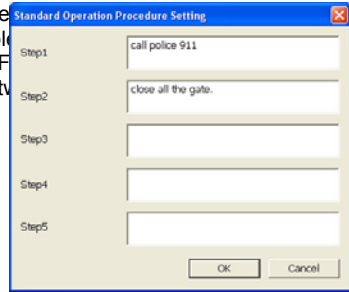 Standard Operation Procedure Setting
Step1
call police 911
Step2
close all the gate.
Step3
Step4
Step5
OK
Cancel